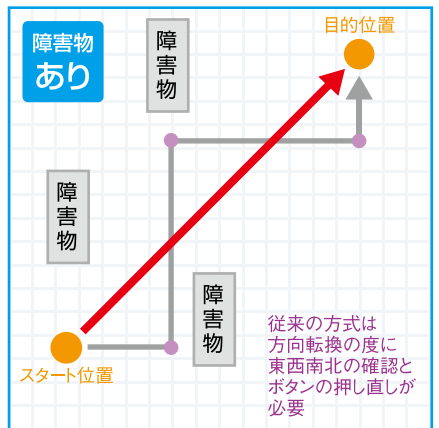 障害物
あり
障害物
目的位置
障害物
障害物
スタート位置
従来の方式は
方向転換の度に
東西南北の確認と
ボタンの押し直しが
必要